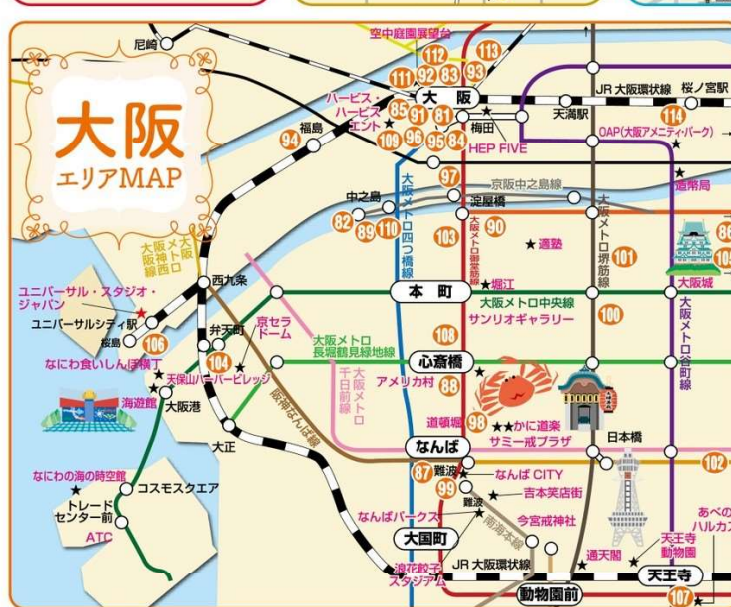 大阪
エリアMAP
尼崎
空中庭園展望台
112
113
111
92
83
93
大阪
JR 大阪環状線
桜ノ宮駅
ハービス・
ハービス
エント
85
91
81
梅田
天満駅
114
福島
94
109
96
95
84
HEP FIVE
OAP(大阪アメニティ・パーク)
造幣局
97
京阪中之島線
中之島
淀屋橋
82
89
110
大阪メトロ四つ橋線
103
大阪メトロ御堂筋線
90
適塾
大阪メトロ堺筋線
101
大阪城
西九条
堀江
本町
大阪メトロ中央線
サンリオギャラリー
100
大阪メトロ谷町線
ユニバーサル・スタジオ・
ジャパン
ユニバーサルシティ駅
桜島
106
弁天町
104
京セラ
ドーム
大阪メトロ
長堀鶴見緑地線
108
心斎橋
なにわ食いしんぼ横丁
天保山ハーバービレッジ
海遊館
大阪港
阪神なんば線
大阪メトロ
千日前線
アメリカ村
88
道頓堀
98
かに道楽
サミー戎プラザ
大正
なんば
日本橋
102
87
難波
なんばCITY
99
難波
吉本笑店街
なにわの海の時空館
コスモスクエア
トレード
センター前
ATC
なんばパークス
南海本線
今宮戎神社
あべの
ハルカス
大国町
浪花餃子
スタジアム
JR 大阪環状線
通天閣
天王寺
動物園
天王寺
動物園前
107